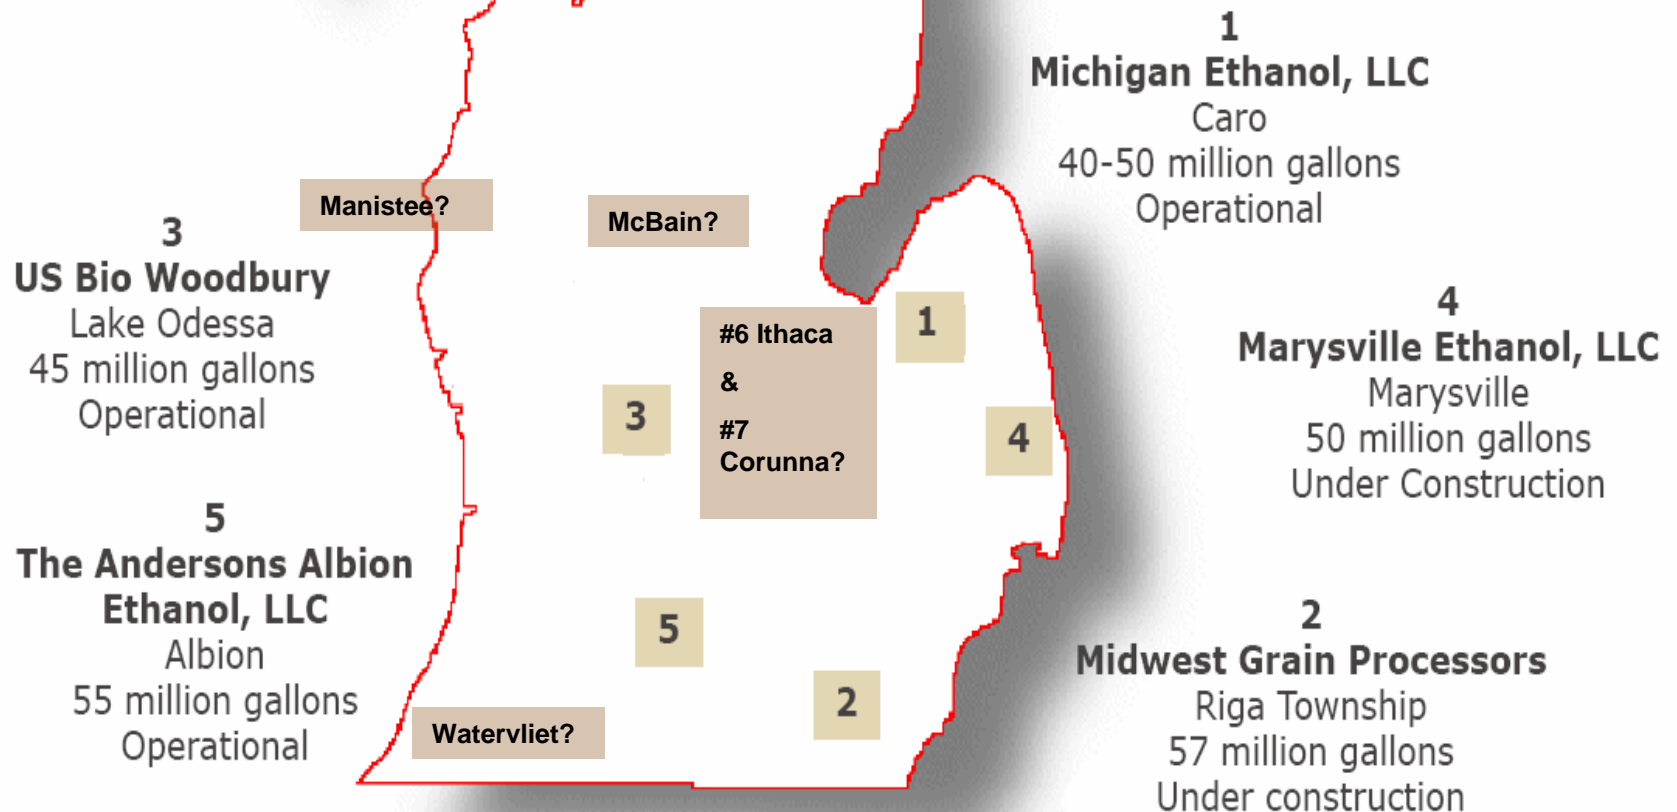 1
Michigan Ethanol, LLC
Caro
40-50 million gallons
Operational
Manistee?
McBain?
3
US Bio Woodbury
Lake Odessa
45 million gallons
Operational
1
#6 Ithaca
&
#7
Corunna?
3
4
4
Marysville Ethanol, LLC
Marysville
50 million gallons
Under Construction
5
The Andersons Albion
Ethanol, LLC
Albion
55 million gallons
Operational
5
2
Watervliet?
2
Midwest Grain Processors
Riga Township
57 million gallons
Under construction